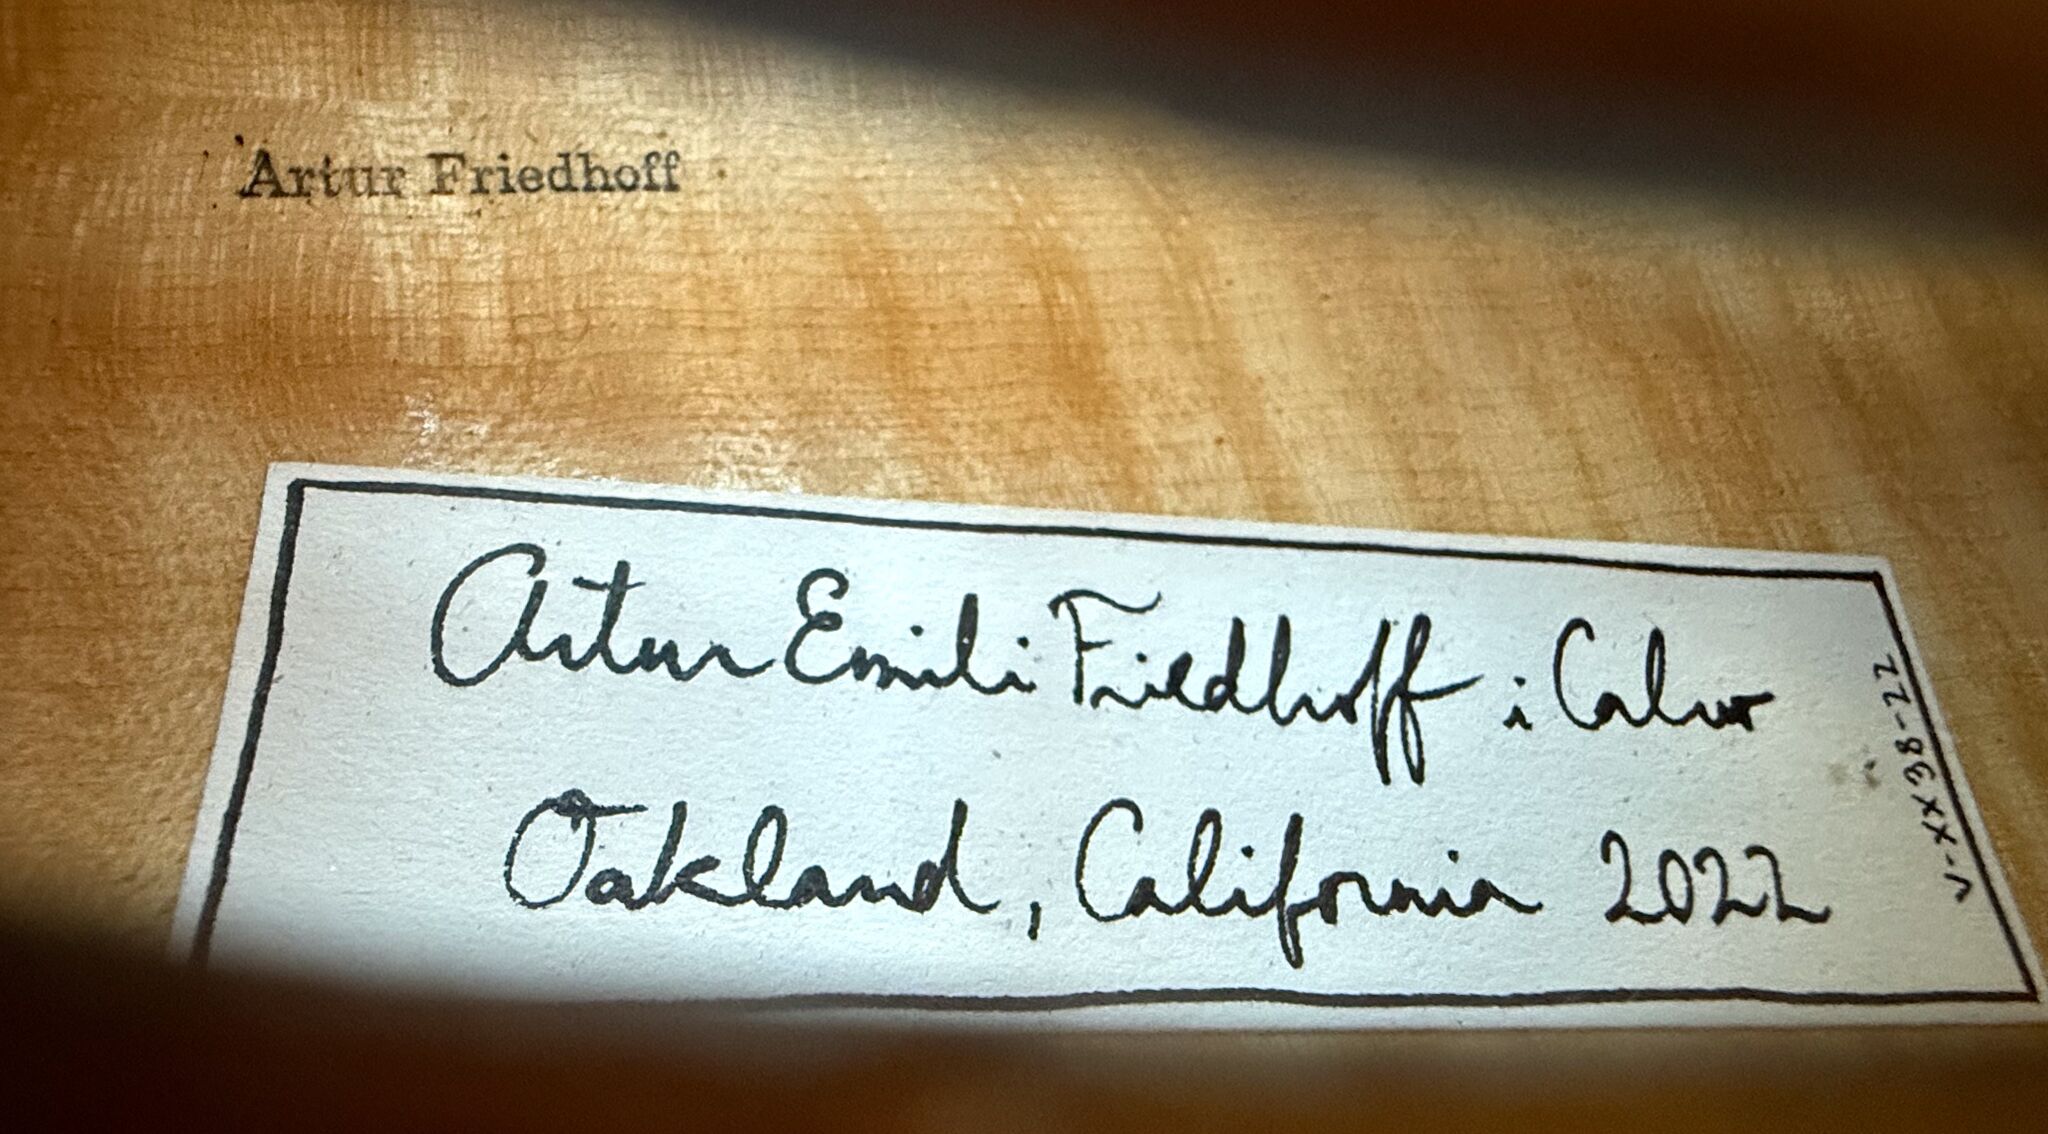 Artur Friedhoff
Artur Emili Friedhoff i Calvo
Oakland, California 2022
V-XX38-22